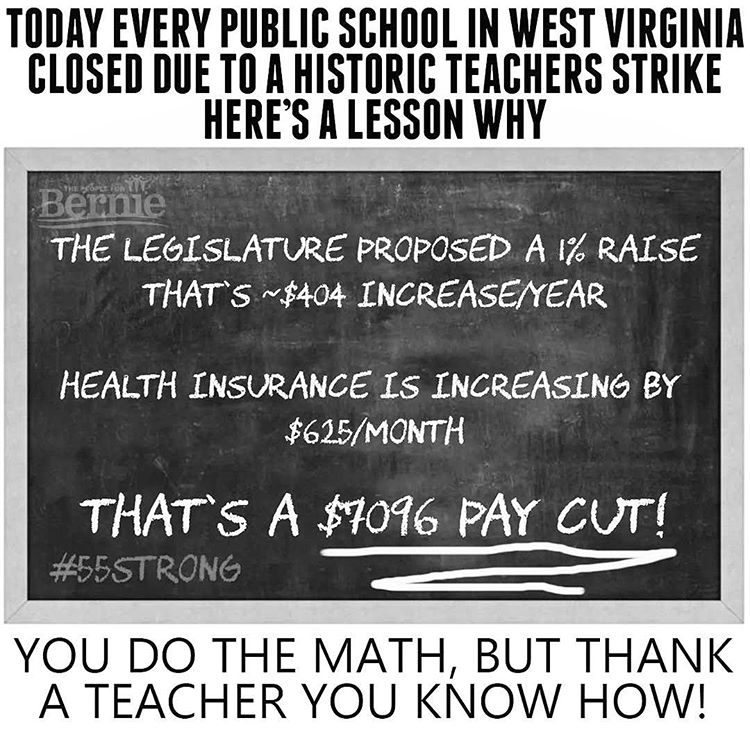 TODAY EVERY PUBLIC SCHOOL IN WEST VIRGINIA
CLOSED DUE TO A HISTORIC TEACHERS STRIKE
HERE'S A LESSON WHY
THE PEOPLE FOR
Bernie
THE LEGISLATURE PROPOSED A 1% RAISE
THAT'S ~$404 INCREASE/YEAR
HEALTH INSURANCE IS INCREASING BY
$625/MONTH
THAT'S A $7096 PAY CUT!
#55STRONG
YOU DO THE MATH, BUT THANK
A TEACHER YOU KNOW HOW!